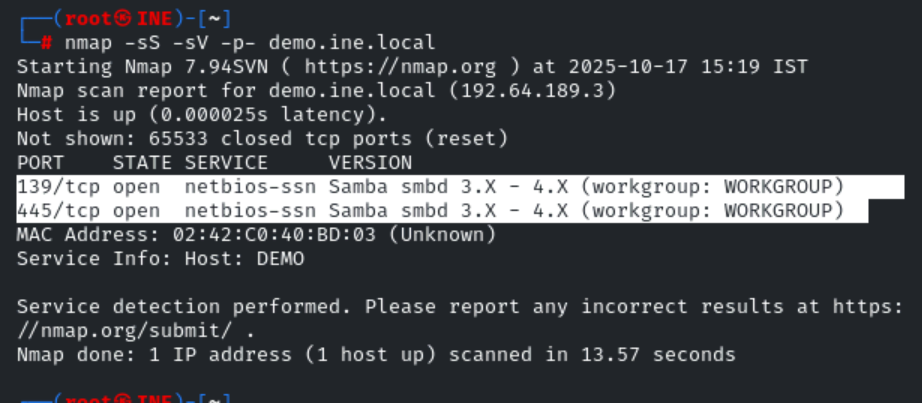 ┌──(root㉿INE)-[~]
└─# nmap -sS -sV -p- demo.ine.local
Starting Nmap 7.94SVN ( https://nmap.org ) at 2025-10-17 15:19 IST
Nmap scan report for demo.ine.local (192.64.189.3)
Host is up (0.000025s latency).
Not shown: 65533 closed tcp ports (reset)
PORT    STATE SERVICE     VERSION
139/tcp open  netbios-ssn Samba smbd 3.X - 4.X (workgroup: WORKGROUP)
445/tcp open  netbios-ssn Samba smbd 3.X - 4.X (workgroup: WORKGROUP)
MAC Address: 02:42:C0:40:BD:03 (Unknown)
Service Info: Host: DEMO
Service detection performed. Please report any incorrect results at https:
//nmap.org/submit/ .
Nmap done: 1 IP address (1 host up) scanned in 13.57 seconds
┌──(root㉿INE)-[~]